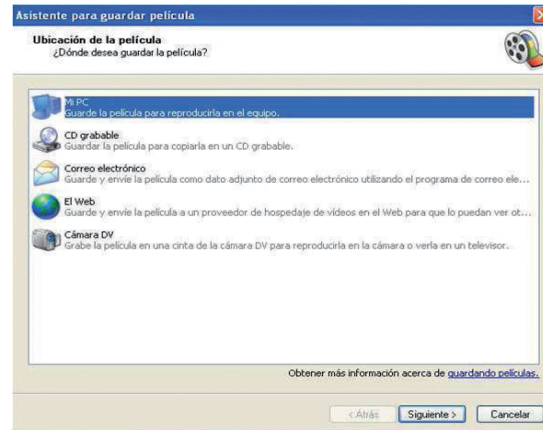 Asistente para guardar película
Ubicación de la película
¿Dónde desea guardar la película?
Mi PC
Guarde la película para reproducirla en el equipo.
CD grabable
Guardar la película para copiarla en un CD grabable.
Correo electrónico
Guarde y envíe la película como dato adjunto de correo electrónico utilizando el programa de correo ele...
El Web
Guarde y envíe la película a un proveedor de hospedaje de vídeos en el Web para que lo puedan ver ot...
Cámara DV
Grabe la película en una cinta de la cámara DV para reproducirla en la cámara o verla en un televisor.
Obtener más información acerca de guardando películas.
< Atrás Siguiente > Cancelar